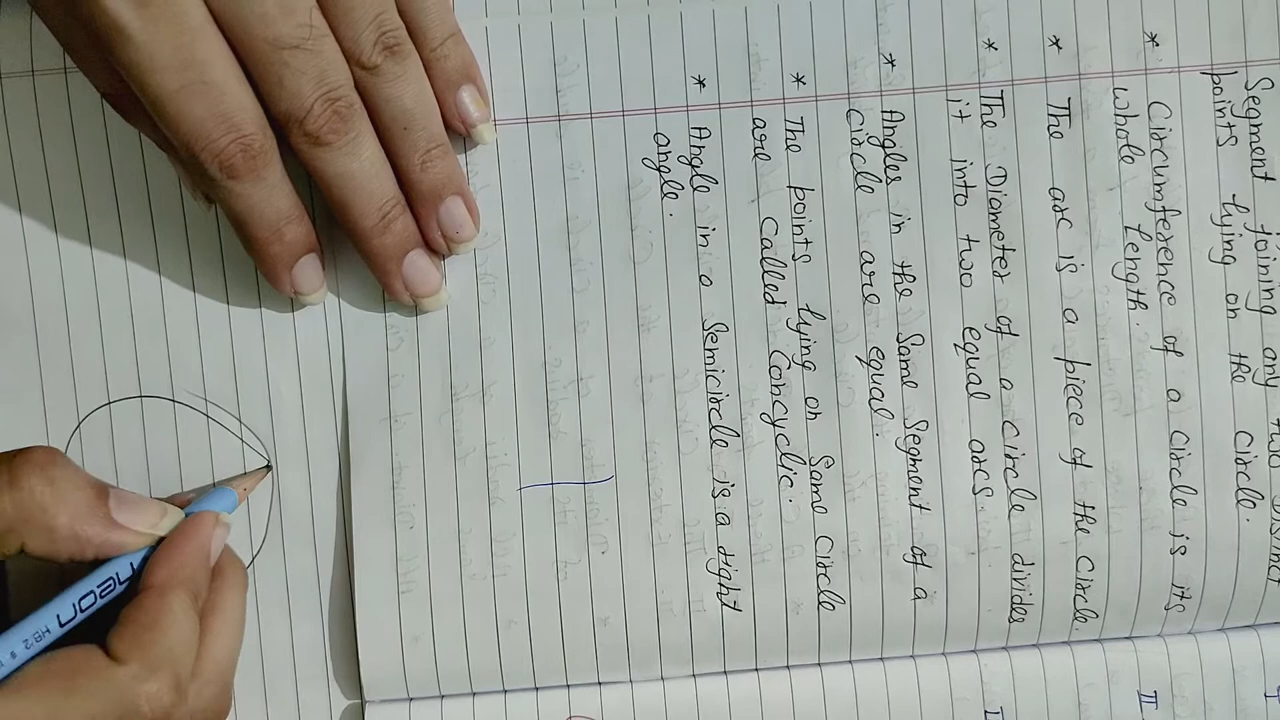 Segment joining any two distinct
points lying on the circle.
* Circumference of a circle is its
whole length.
* The arc is a piece of the circle.
* The Diameter of a circle divides
it into two equal arcs.
* Angles in the same segment of a
circle are equal.
* The points lying on same circle
are called Concyclic.
* Angle in a semicircle is a right
angle.
neon HB2
II
I